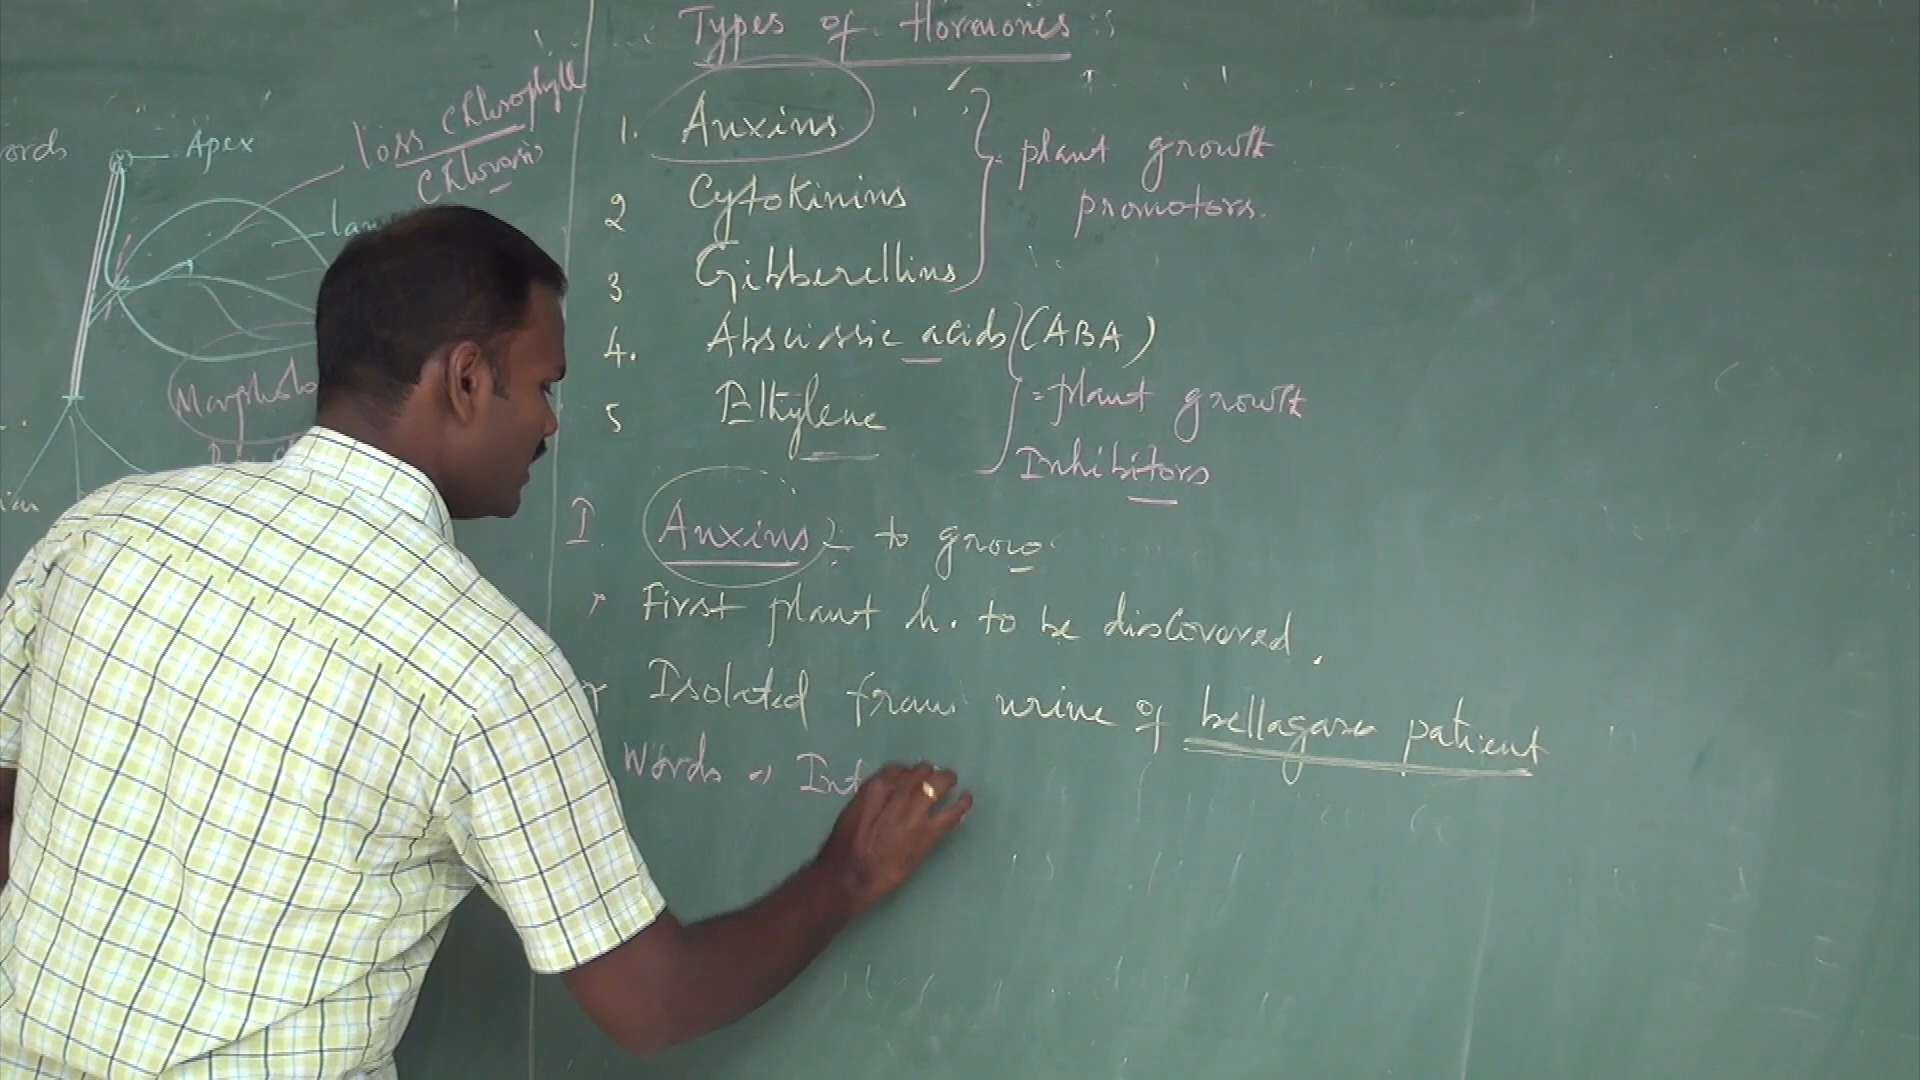 Types of Hormones
1. Auxins
2 Cytokinins
3 Gibberellins
= plant growth
promotors.
4. Abscissic acids (ABA)
5 Ethylene
= plant growth
Inhibitors
I. Auxins :- to grow
First plant h. to be discovered.
Isolated from urine of bellagara patient
Words
Apex
loss chlorophyll
Chlorosis